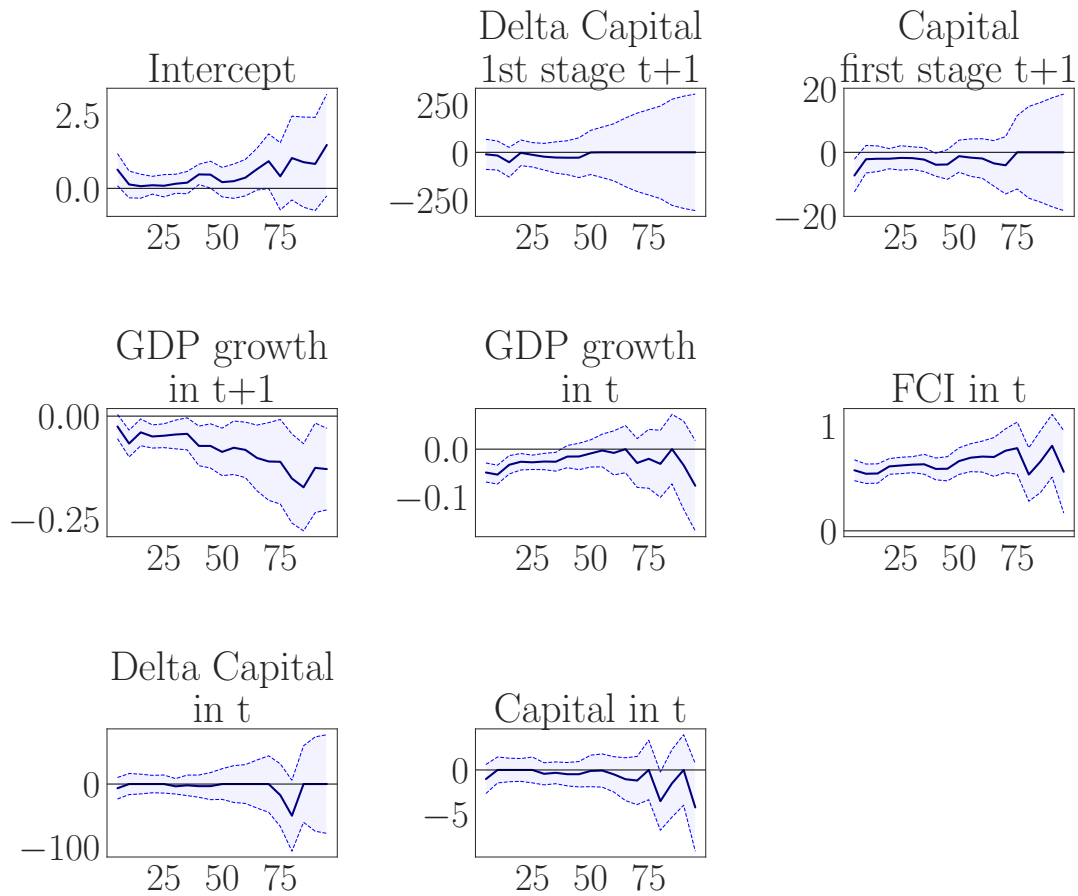 Intercept
2.5
0.0
25 50 75
Delta Capital
1st stage t+1
250
0
−250
25 50 75
Capital
first stage t+1
20
0
−20
25 50 75
GDP growth
in t+1
0.00
−0.25
25 50 75
GDP growth
in t
0.0
−0.1
25 50 75
FCI in t
1
0
25 50 75
Delta Capital
in t
0
−100
25 50 75
Capital in t
0
−5
25 50 75